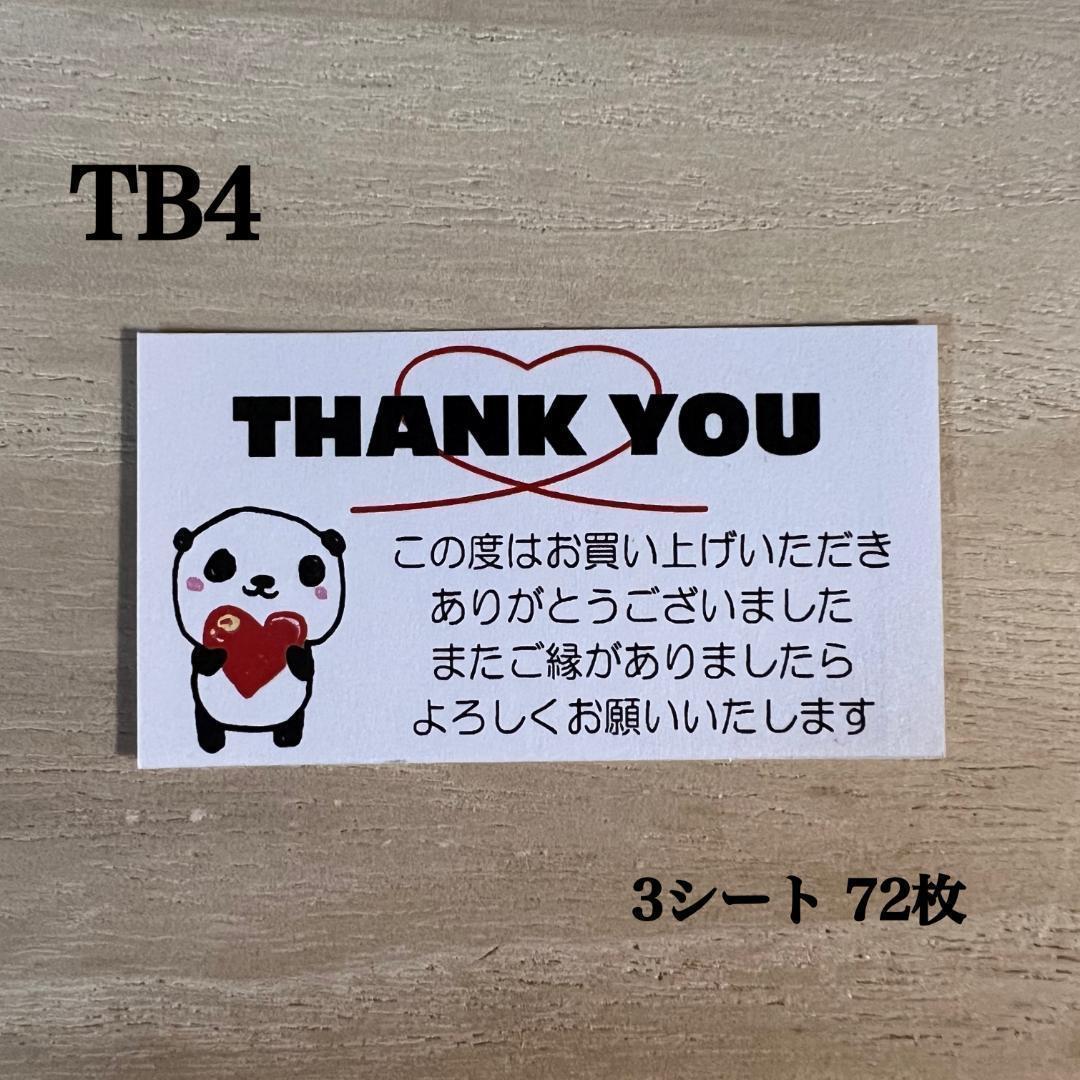 TB4
THANK YOU
この度はお買い上げいただき
ありがとうございました
またご縁がありましたら
よろしくお願いいたします
3シート 72枚